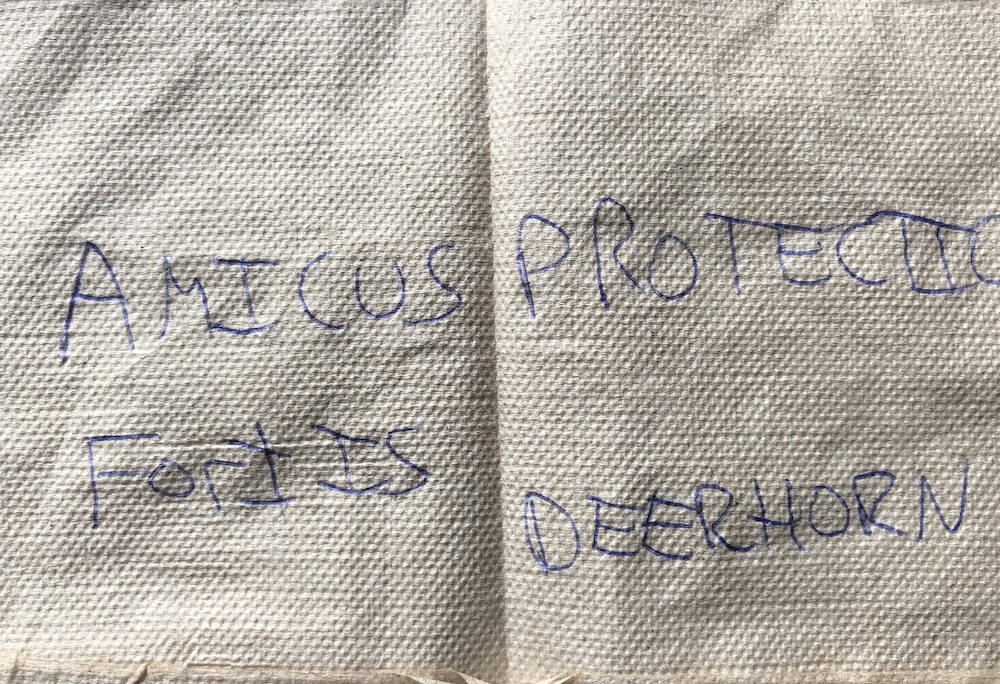 AMICUS PROTECTIO
FortIS DEERHORN